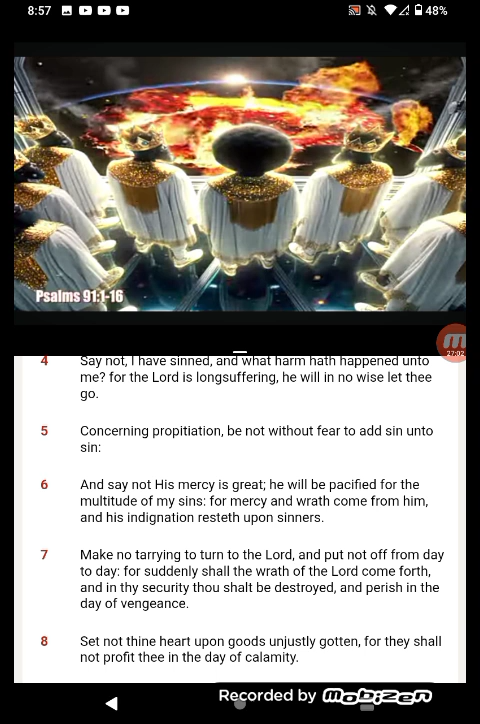 8:57
48%
Psalms 91:1-16
27:02
4 Say not, I have sinned, and what harm hath happened unto
me? for the Lord is longsuffering, he will in no wise let thee
go.
5 Concerning propitiation, be not without fear to add sin unto
sin:
6 And say not His mercy is great; he will be pacified for the
multitude of my sins: for mercy and wrath come from him,
and his indignation resteth upon sinners.
7 Make no tarrying to turn to the Lord, and put not off from day
to day: for suddenly shall the wrath of the Lord come forth,
and in thy security thou shalt be destroyed, and perish in the
day of vengeance.
8 Set not thine heart upon goods unjustly gotten, for they shall
not profit thee in the day of calamity.
Recorded by Mobizen